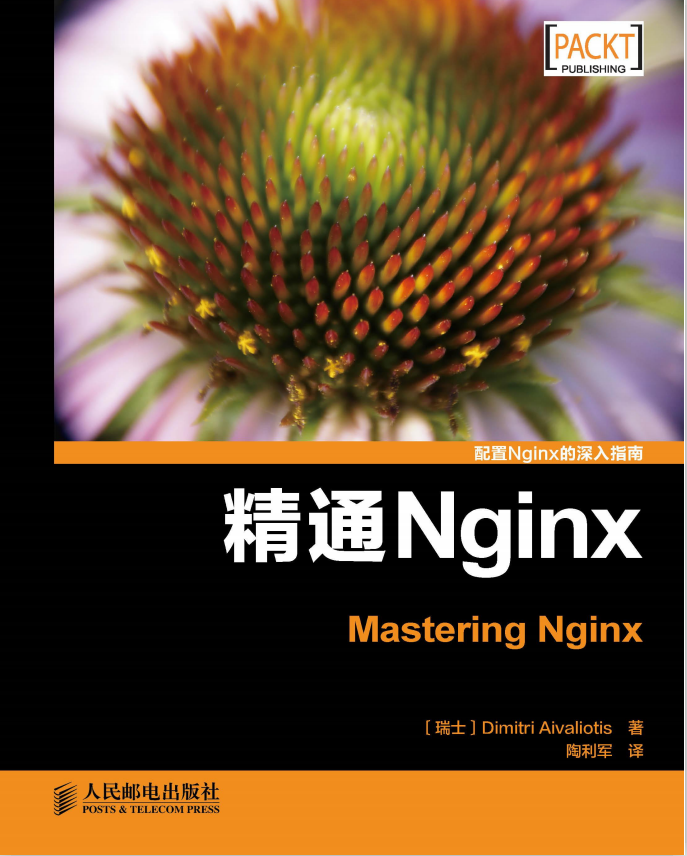 [PACKT]
PUBLISHING
配置Nginx的深入指南
精通Nginx
Mastering Nginx
[ 瑞士 ] Dimitri Aivaliotis 著
陶利军 译
人民邮电出版社
POSTS & TELECOM PRESS